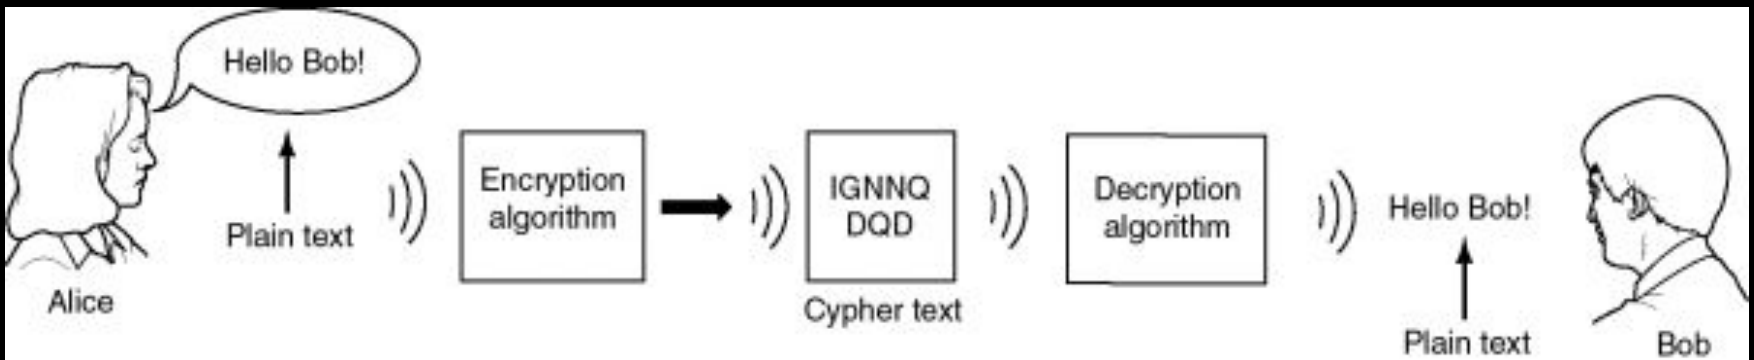 Hello Bob!
Plain text
Alice
Encryption
algorithm
IGNNQ
DQD
Cypher text
Decryption
algorithm
Hello Bob!
Plain text
Bob